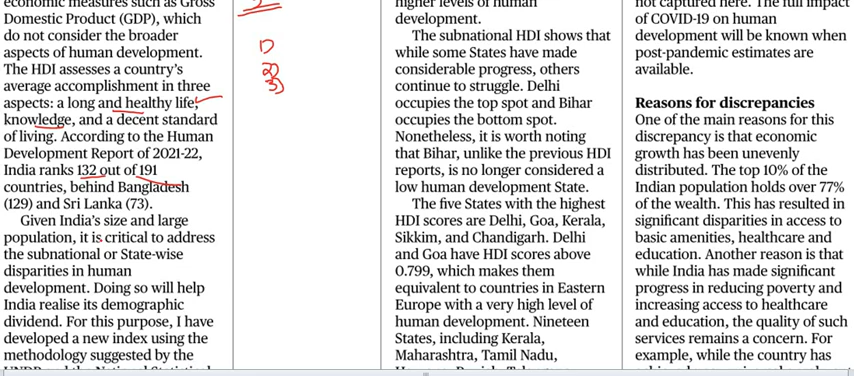 economic measures such as Gross
Domestic Product (GDP), which
do not consider the broader
aspects of human development.
The HDI assesses a country's
average accomplishment in three
aspects: a long and healthy life,
knowledge, and a decent standard
of living. According to the Human
Development Report of 2021-22,
India ranks 132 out of 191
countries, behind Bangladesh
(129) and Sri Lanka (73).
Given India's size and large
population, it is critical to address
the subnational or State-wise
disparities in human
development. Doing so will help
India realise its demographic
dividend. For this purpose, I have
developed a new index using the
methodology suggested by the
1)
2)
3)
higher levels of human
development.
The subnational HDI shows that
while some States have made
considerable progress, others
continue to struggle. Delhi
occupies the top spot and Bihar
occupies the bottom spot.
Nonetheless, it is worth noting
that Bihar, unlike the previous HDI
reports, is no longer considered a
low human development State.
The five States with the highest
HDI scores are Delhi, Goa, Kerala,
Sikkim, and Chandigarh. Delhi
and Goa have HDI scores above
0.799, which makes them
equivalent to countries in Eastern
Europe with a very high level of
human development. Nineteen
States, including Kerala,
Maharashtra, Tamil Nadu,
not captured here. The full impact
of COVID-19 on human
development will be known when
post-pandemic estimates are
available.
Reasons for discrepancies
One of the main reasons for this
discrepancy is that economic
growth has been unevenly
distributed. The top 10% of the
Indian population holds over 77%
of the wealth. This has resulted in
significant disparities in access to
basic amenities, healthcare and
education. Another reason is that
while India has made significant
progress in reducing poverty and
increasing access to healthcare
and education, the quality of such
services remains a concern. For
example, while the country has